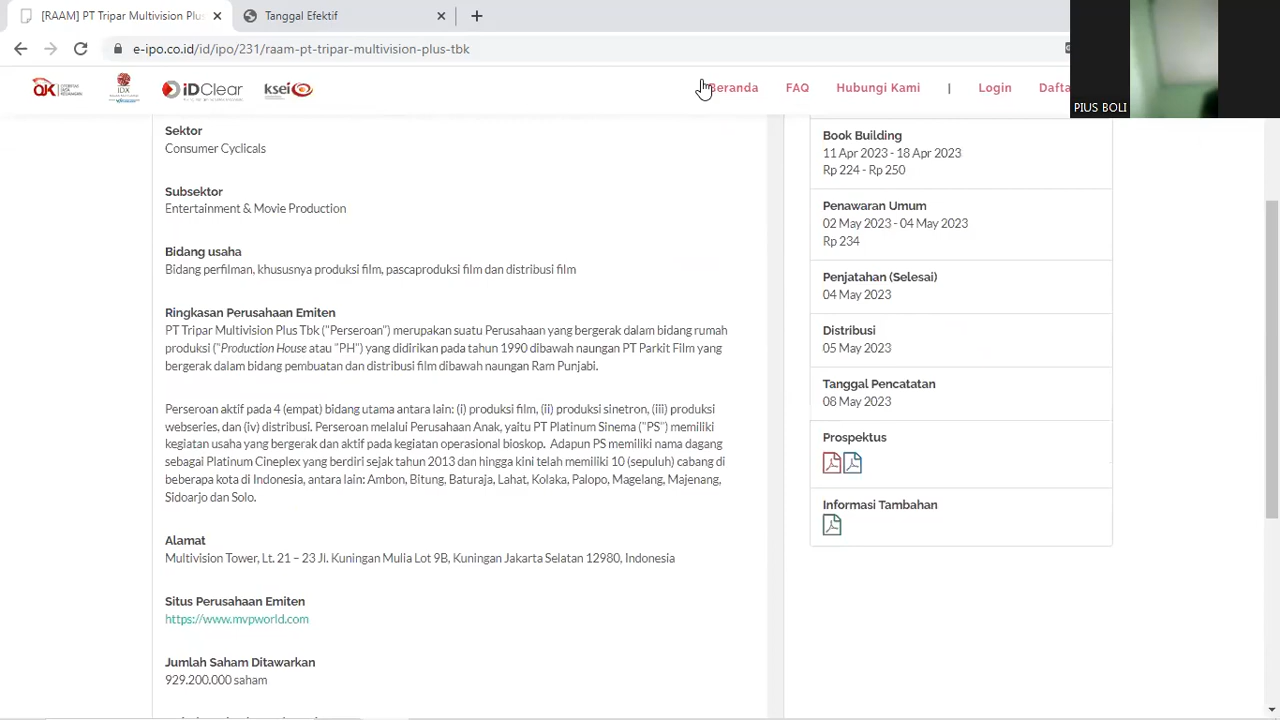 [RAAM] PT Tripar Multivision Plus
Tanggal Efektif
e-ipo.co.id/id/ipo/231/raam-pt-tripar-multivision-plus-tbk
IDX
iDClear
ksei
Beranda
FAQ
Hubungi Kami
|
Login
Dafta
PIUS BOLI
Sektor
Consumer Cyclicals
Subsektor
Entertainment & Movie Production
Bidang usaha
Bidang perfilman, khususnya produksi film, pascaproduksi film dan distribusi film
Ringkasan Perusahaan Emiten
PT Tripar Multivision Plus Tbk ("Perseroan") merupakan suatu Perusahaan yang bergerak dalam bidang rumah
produksi ("Production House atau "PH") yang didirikan pada tahun 1990 dibawah naungan PT Parkit Film yang
bergerak dalam bidang pembuatan dan distribusi film dibawah naungan Ram Punjabi.
Perseroan aktif pada 4 (empat) bidang utama antara lain: (i) produksi film, (ii) produksi sinetron, (iii) produksi
webseries, dan (iv) distribusi. Perseroan melalui Perusahaan Anak, yaitu PT Platinum Sinema ("PS") memiliki
kegiatan usaha yang bergerak dan aktif pada kegiatan operasional bioskop. Adapun PS memiliki nama dagang
sebagai Platinum Cineplex yang berdiri sejak tahun 2013 dan hingga kini telah memiliki 10 (sepuluh) cabang di
beberapa kota di Indonesia, antara lain: Ambon, Bitung, Baturaja, Lahat, Kolaka, Palopo, Magelang, Majenang,
Sidoarjo dan Solo.
Alamat
Multivision Tower, Lt. 21 – 23 Jl. Kuningan Mulia Lot 9B, Kuningan Jakarta Selatan 12980, Indonesia
Situs Perusahaan Emiten
https://www.mvpworld.com
Jumlah Saham Ditawarkan
929.200.000 saham
Book Building
11 Apr 2023 - 18 Apr 2023
Rp 224 - Rp 250
Penawaran Umum
02 May 2023 - 04 May 2023
Rp 234
Penjatahan (Selesai)
04 May 2023
Distribusi
05 May 2023
Tanggal Pencatatan
08 May 2023
Prospektus
Informasi Tambahan